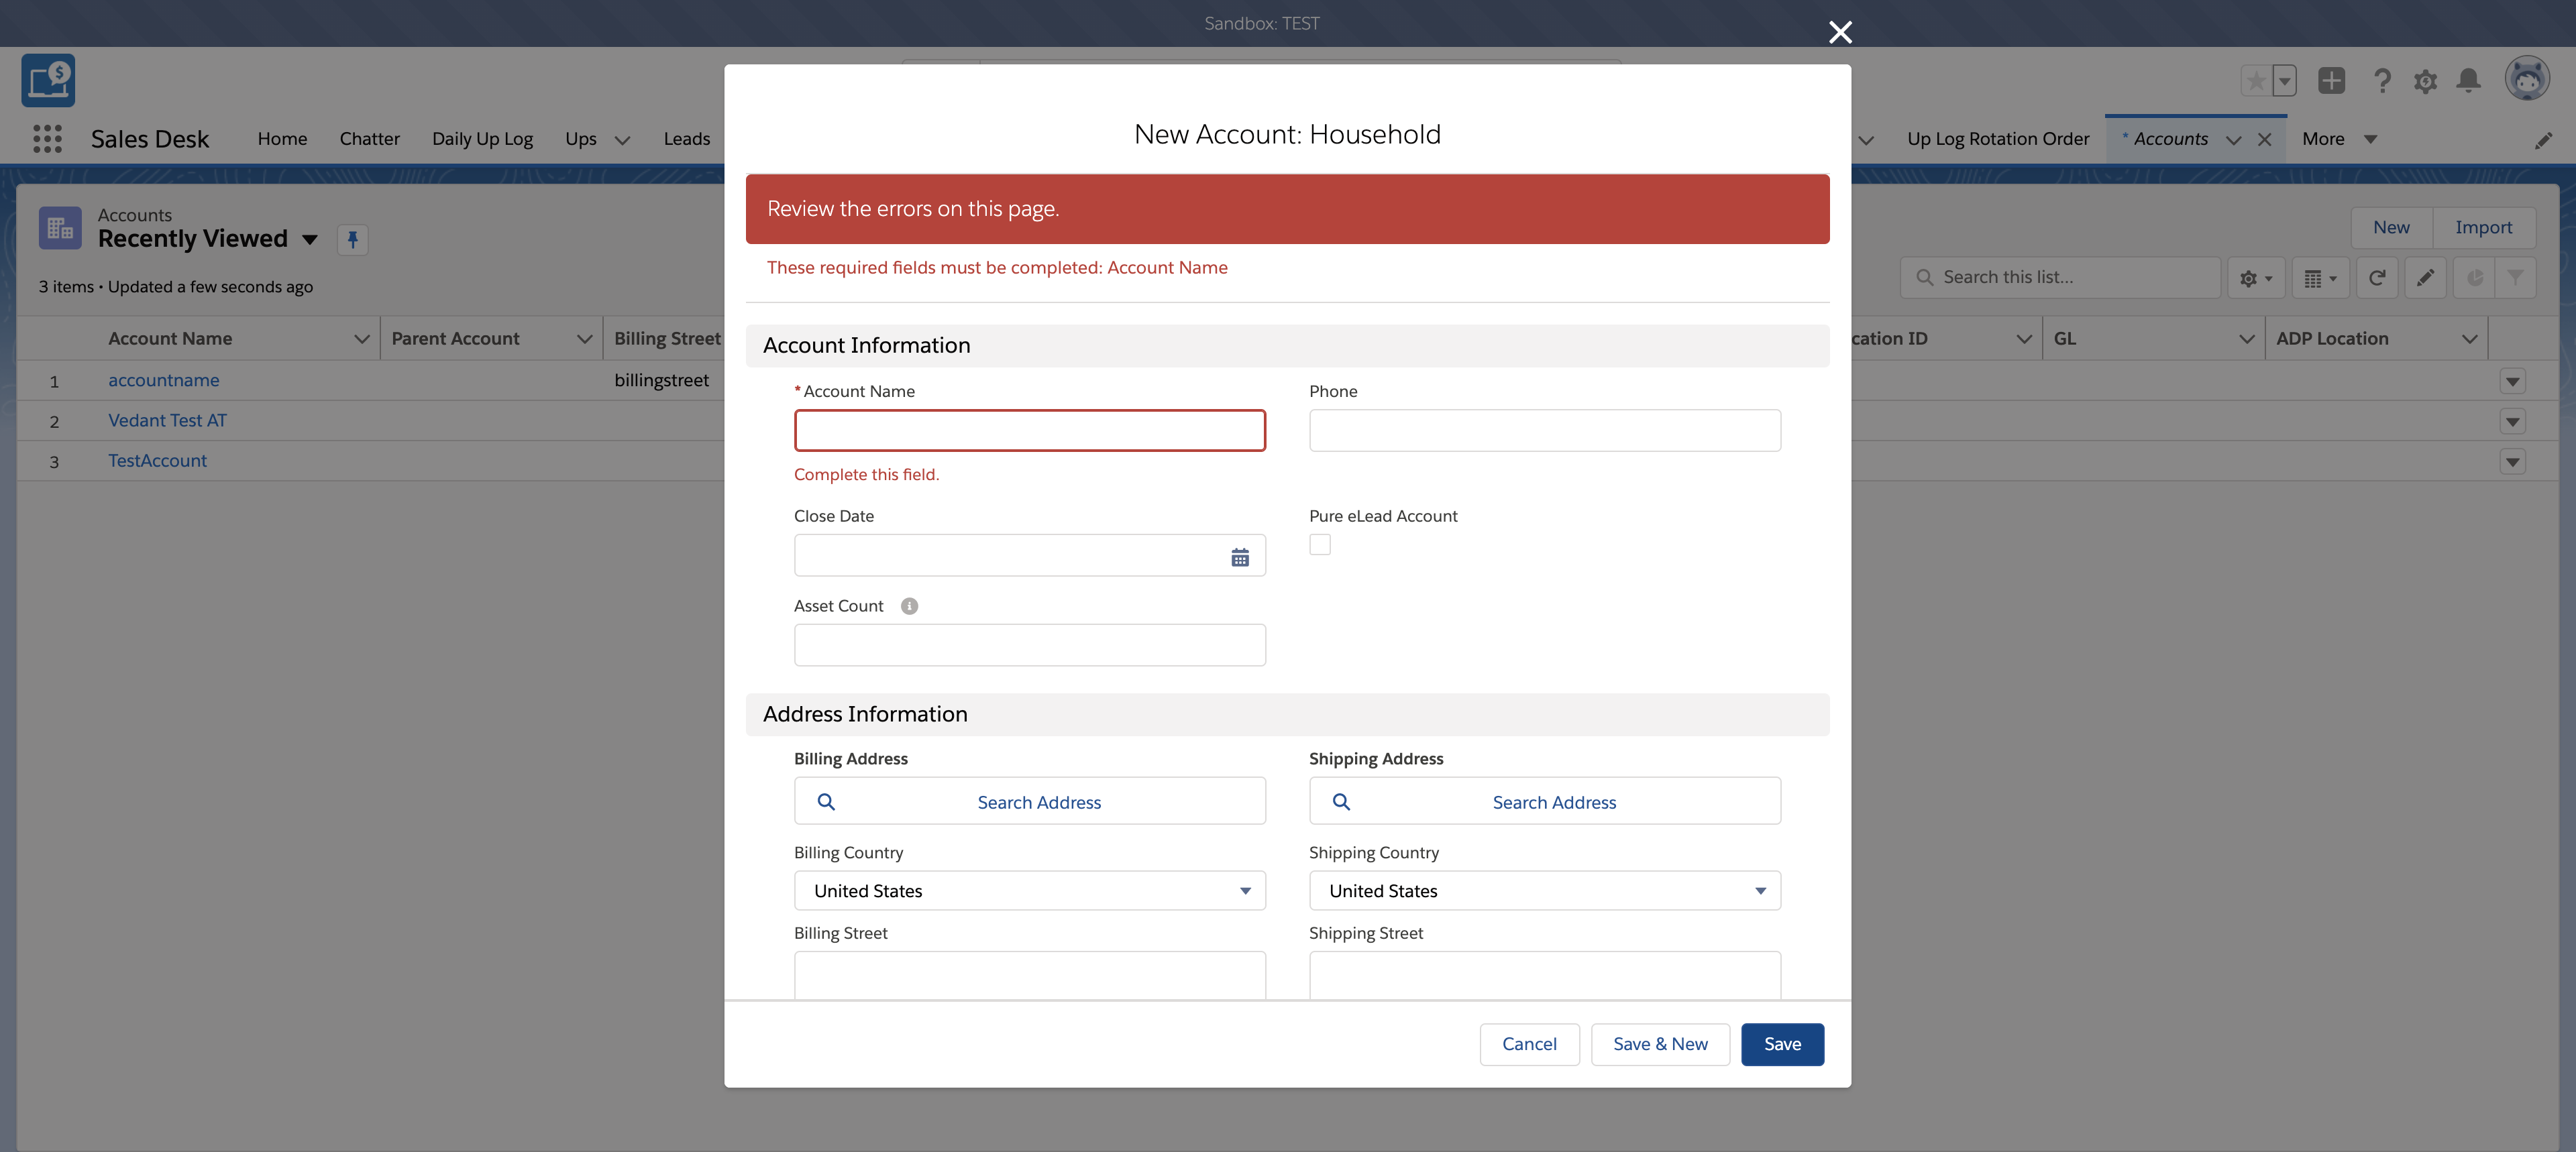 Sandbox: TEST
Sales Desk
Home
Chatter
Daily Up Log
Ups
Leads
Up Log Rotation Order
* Accounts
More
Accounts
Recently Viewed
3 items • Updated a few seconds ago
New
Import
Search this list...
Account Name
Parent Account
Billing Street
cation ID
GL
ADP Location
1
accountname
billingstreet
2
Vedant Test AT
3
TestAccount
New Account: Household
Review the errors on this page.
These required fields must be completed: Account Name
Account Information
* Account Name
Phone
Complete this field.
Close Date
Pure eLead Account
Asset Count
Address Information
Billing Address
Shipping Address
Search Address
Search Address
Billing Country
Shipping Country
United States
United States
Billing Street
Shipping Street
Cancel
Save & New
Save